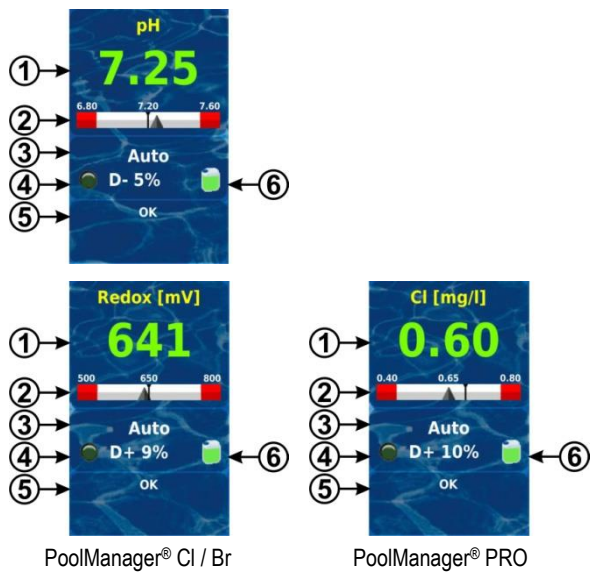 pH
① 7.25
6.80 7.20 7.60
②
③ Auto
④ D- 5% ⑥
⑤ OK
Redox [mV]
① 641
500 650 800
②
③ Auto
④ D+ 9% ⑥
⑤ OK
PoolManager® Cl / Br
Cl [mg/l]
① 0.60
0.40 0.65 0.80
②
③ Auto
④ D+ 10% ⑥
⑤ OK
PoolManager® PRO